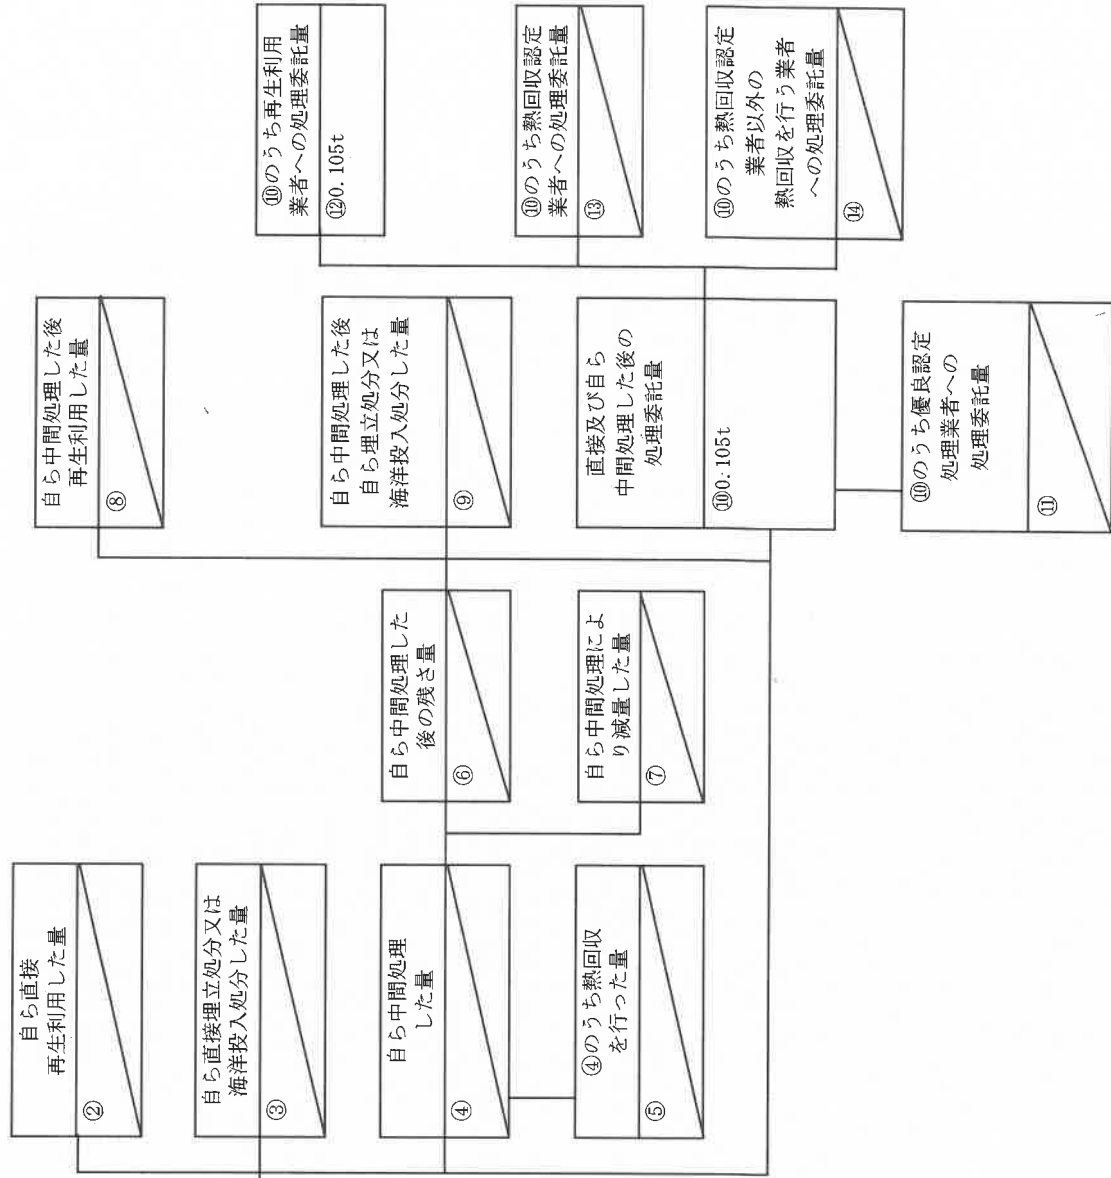 自ら直接
再生利用した量
②
自ら直接埋立処分又は
海洋投入処分した量
③
自ら中間処理
した量
④
④のうち熱回収
を行った量
⑤
自ら中間処理した
後の残さ量
⑥
自ら中間処理によ
り減量した量
⑦
自ら中間処理した後
再生利用した量
⑧
自ら中間処理した後
自ら埋立処分又は
海洋投入処分した量
⑨
直接及び自ら
中間処理した後の
処理委託量
⑩0.105t
⑩のうち優良認定
処理業者への
処理委託量
⑪
⑩のうち再生利用
業者への処理委託量
⑫0.105t
⑩のうち熱回収認定
業者への処理委託量
⑬
⑩のうち熱回収認定
業者以外の
熱回収を行う業者
への処理委託量
⑭